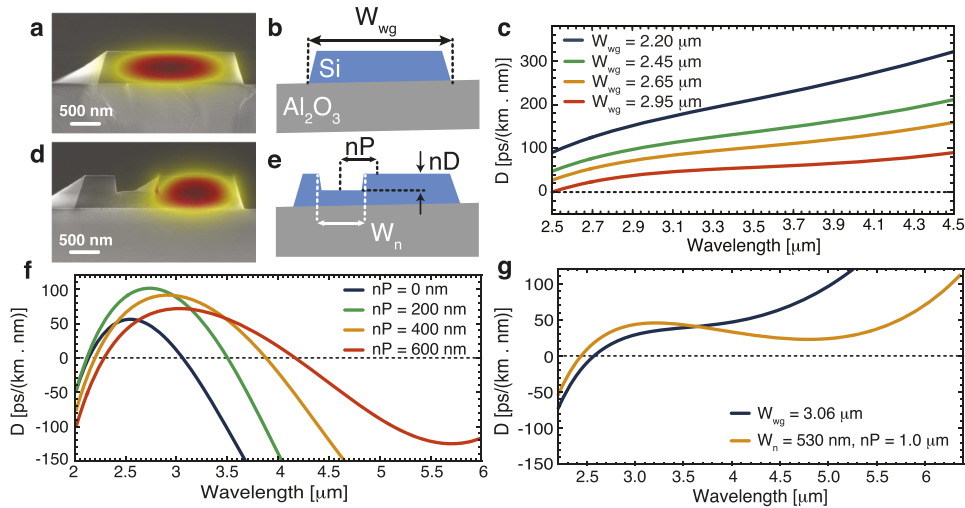 a
500 nm
b
W_wg
Si
Al₂O₃
c
W_wg = 2.20 μm
W_wg = 2.45 μm
W_wg = 2.65 μm
W_wg = 2.95 μm
D [ps/(km . nm)]
300
200
100
0
2.5 2.7 2.9 3.1 3.3 3.5 3.7 3.9 4.1 4.3 4.5
Wavelength [μm]
d
500 nm
e
nP
nD
W_n
f
nP = 0 nm
nP = 200 nm
nP = 400 nm
nP = 600 nm
D [ps/(km . nm)]
100
50
0
-50
-100
-150
2 2.5 3 3.5 4 4.5 5 5.5 6
Wavelength [μm]
g
D [ps/(km . nm)]
100
50
0
-50
-100
-150
2.5 3.0 3.5 4.0 4.5 5.0 5.5 6
W_wg = 3.06 μm
W_n = 530 nm, nP = 1.0 μm
Wavelength [μm]